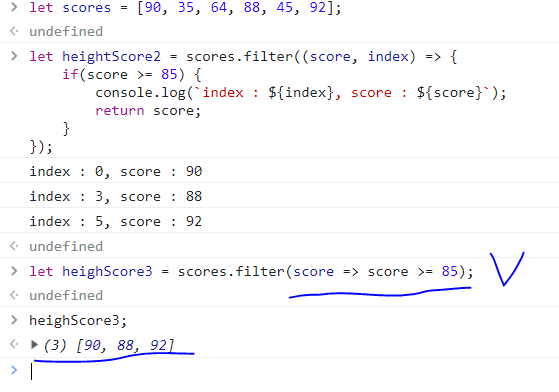 let scores = [90, 35, 64, 88, 45, 92];
undefined
let heightScore2 = scores.filter((score, index) => {
    if(score >= 85) {
        console.log(`index : ${index}, score : ${score}`);
        return score;
    }
});
index : 0, score : 90
index : 3, score : 88
index : 5, score : 92
undefined
let heighScore3 = scores.filter(score => score >= 85);
undefined
heighScore3;
(3) [90, 88, 92]